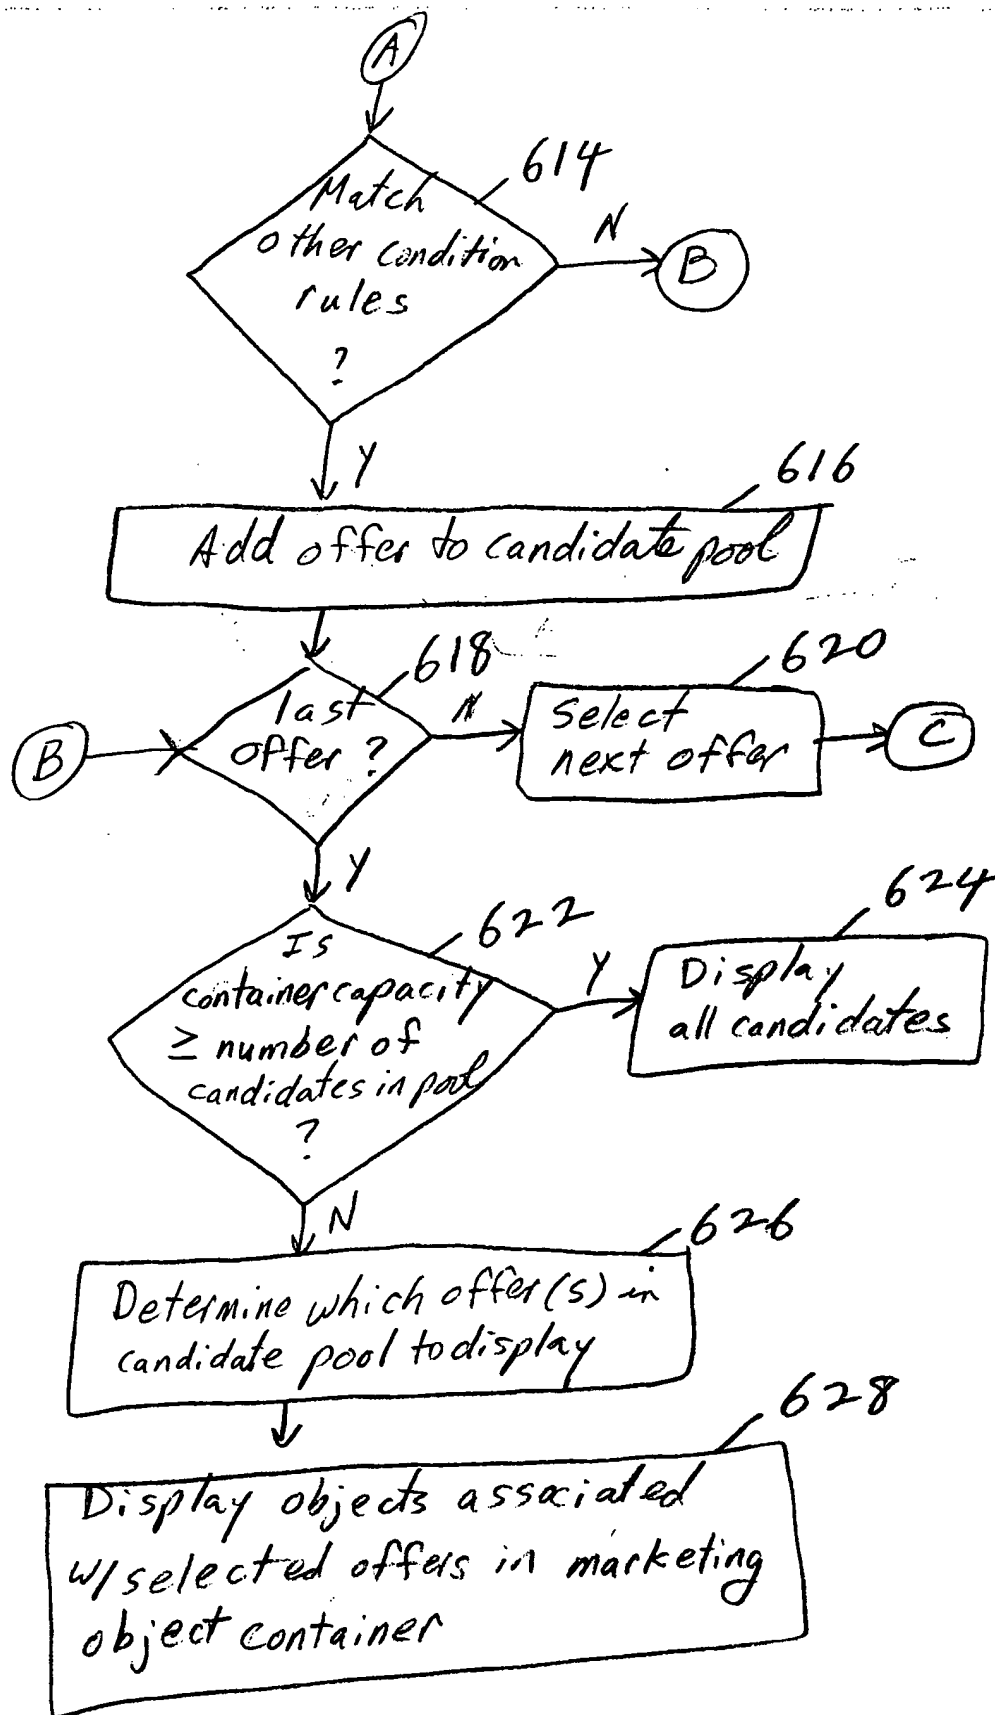 A
614
Match
other condition
rules
?
N
B
Y
616
Add offer to candidate pool
618
last
offer ?
B
N
620
Select
next offer
C
Y
622
Is
container capacity
≥ number of
candidates in pool
?
Y
624
Display
all candidates
N
626
Determine which offer(s) in
candidate pool to display
628
Display objects associated
w/ selected offers in marketing
object container